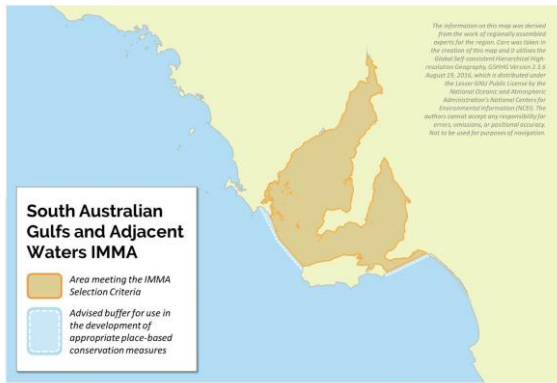 The information on this map was derived
from the work of regionally assembled
experts for the region. Care was taken in
the creation of this map and it utilises the
Global Self-consistent Hierarchical High-
resolution Geography, GSHHG Version 2.3.6
August 19, 2016, which is distributed under
the Lesser GNU Public License by the
National Oceanic and Atmospheric
Administration's National Centers for
Environmental Information (NCEI). The
authors cannot accept any responsibility for
errors, omissions, or positional accuracy.
Not to be used for purposes of navigation.
South Australian
Gulfs and Adjacent
Waters IMMA
Area meeting the IMMA
Selection Criteria
Advised buffer for use in
the development of
appropriate place-based
conservation measures